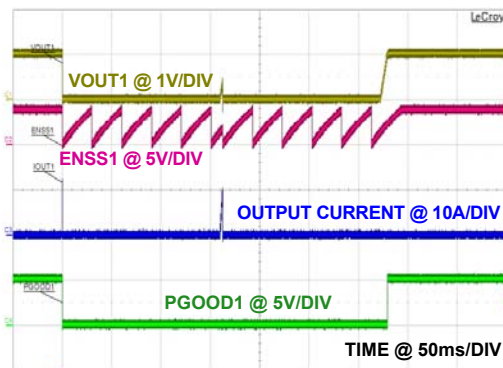 LeCroy
VOUT1
VOUT1 @ 1V/DIV
ENSS1
ENSS1 @ 5V/DIV
IOUT1
OUTPUT CURRENT @ 10A/DIV
PGOOD1
PGOOD1 @ 5V/DIV
TIME @ 50ms/DIV